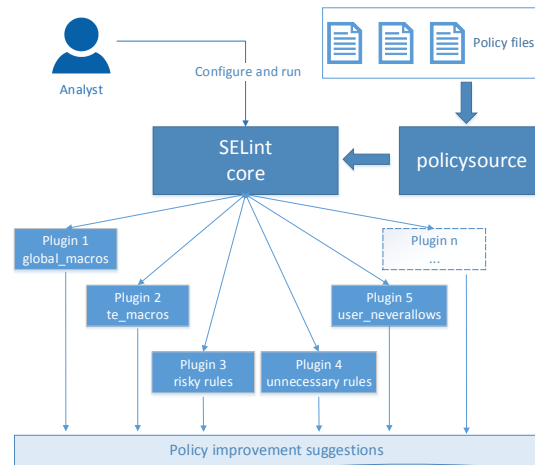 Policy files
Configure and run
Analyst
SELint
core
policysource
Plugin 1
global_macros
Plugin n
...
Plugin 2
te_macros
Plugin 5
user_neverallows
Plugin 3
risky rules
Plugin 4
unnecessary rules
Policy improvement suggestions